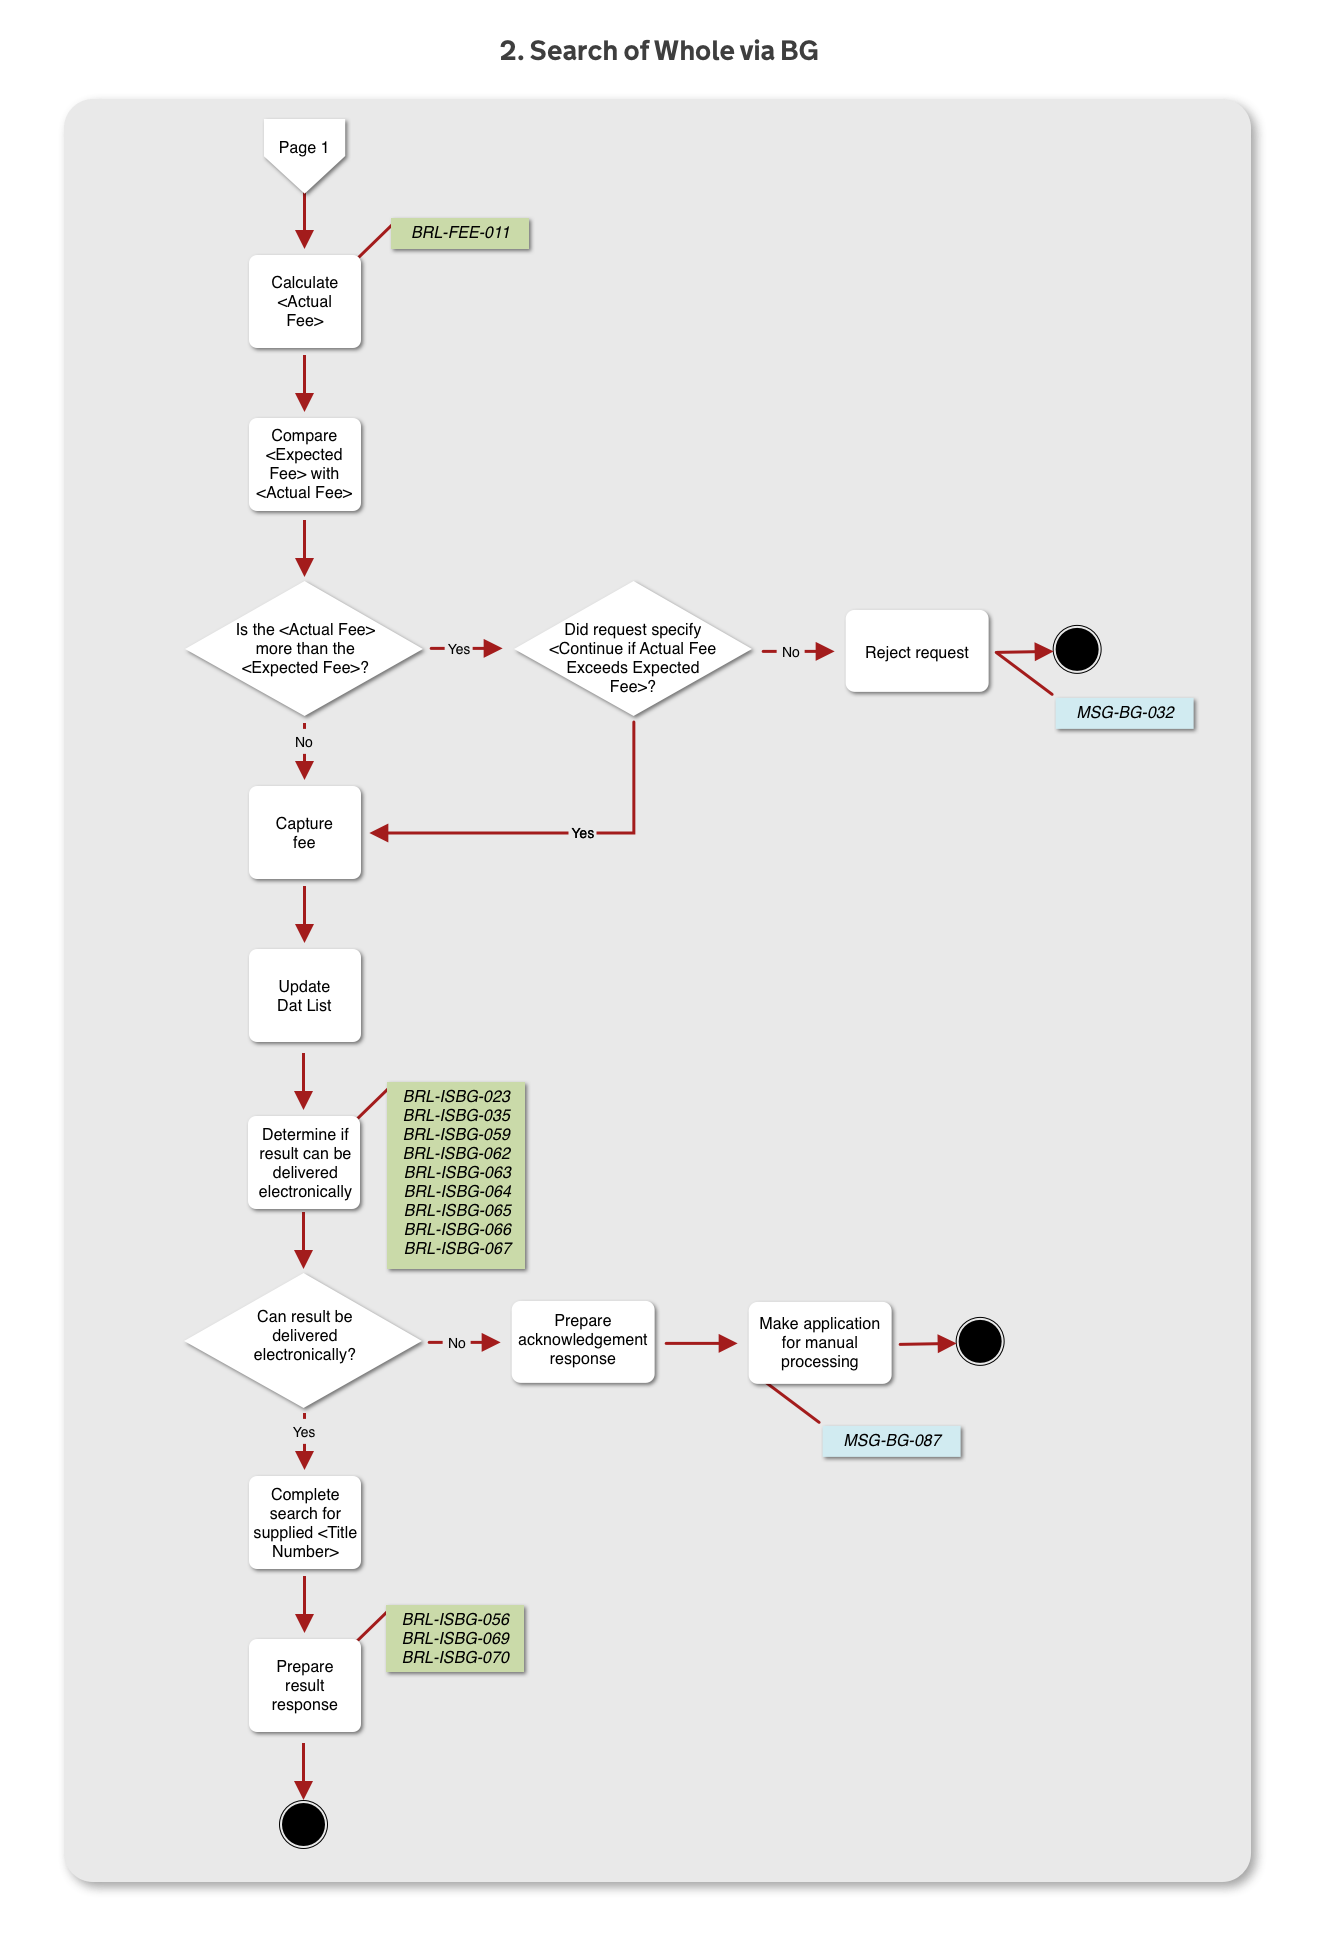 2. Search of Whole via BG
Page 1
BRL-FEE-011
Calculate
<Actual
Fee>
Compare
<Expected
Fee> with
<Actual Fee>
Is the <Actual Fee>
more than the
<Expected Fee>?
Yes
Did request specify
<Continue if Actual Fee
Exceeds Expected
Fee>?
No
Reject request
MSG-BG-032
No
Capture
fee
Yes
Update
Dat List
Determine if
result can be
delivered
electronically
BRL-ISBG-023
BRL-ISBG-035
BRL-ISBG-059
BRL-ISBG-062
BRL-ISBG-063
BRL-ISBG-064
BRL-ISBG-065
BRL-ISBG-066
BRL-ISBG-067
Can result be
delivered
electronically?
No
Prepare
acknowledgement
response
Make application
for manual
processing
MSG-BG-087
Yes
Complete
search for
supplied <Title
Number>
BRL-ISBG-056
BRL-ISBG-069
BRL-ISBG-070
Prepare
result
response